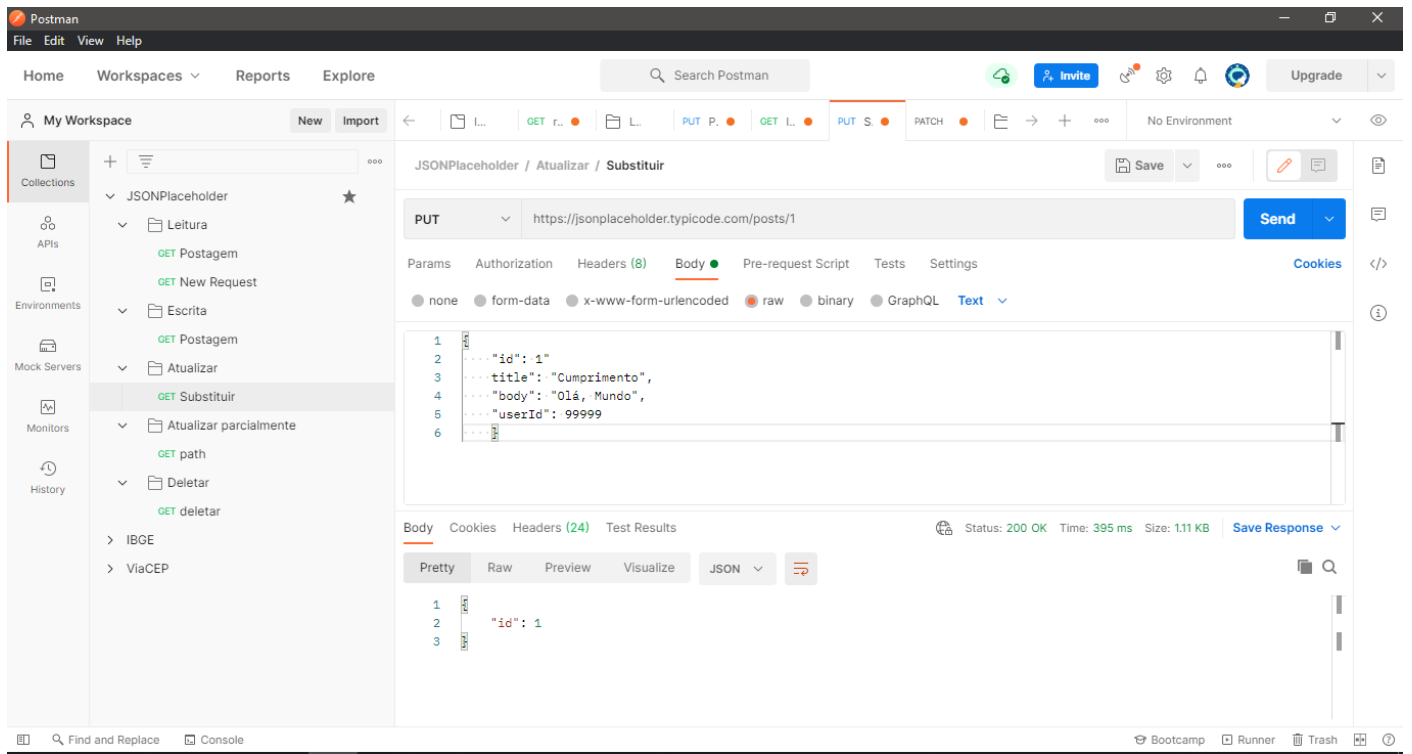 Postman
File Edit View Help
Home Workspaces Reports Explore Search Postman Invite Upgrade
My Workspace New Import I... GET r.. L.. PUT P. GET I.. PUT S. PATCH No Environment
Collections
APIs
Environments
Mock Servers
Monitors
History
JSONPlaceholder
Leitura
GET Postagem
GET New Request
Escrita
GET Postagem
Atualizar
GET Substituir
Atualizar parcialmente
GET path
Deletar
GET deletar
IBGE
ViaCEP
JSONPlaceholder / Atualizar / Substituir Save
PUT https://jsonplaceholder.typicode.com/posts/1 Send
Params Authorization Headers (8) Body Pre-request Script Tests Settings Cookies
none form-data x-www-form-urlencoded raw binary GraphQL Text
1 {
2 "id": 1"
3 title": "Cumprimento",
4 "body": "Olá, Mundo",
5 "userId": 99999
6 }
Body Cookies Headers (24) Test Results Status: 200 OK Time: 395 ms Size: 1.11 KB Save Response
Pretty Raw Preview Visualize JSON
1 {
2 "id": 1
3 }
Find and Replace Console Bootcamp Runner Trash